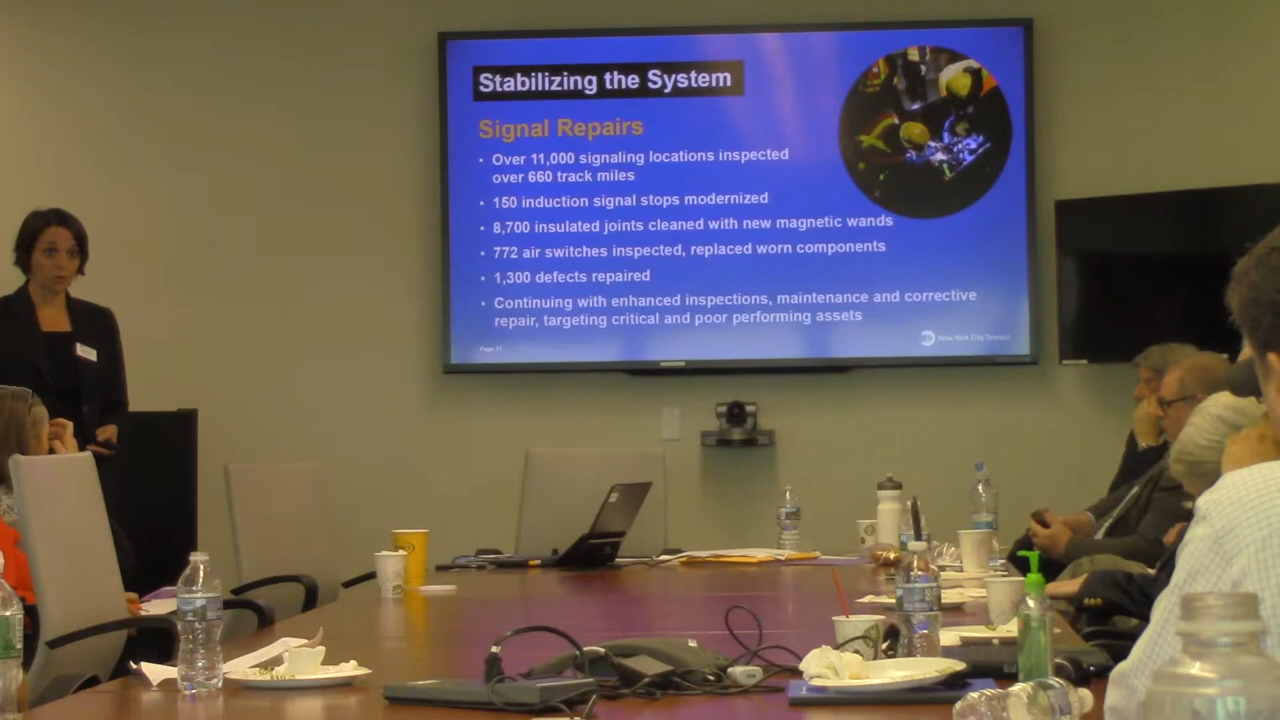 Stabilizing the System
Signal Repairs
• Over 11,000 signaling locations inspected
over 660 track miles
• 150 induction signal stops modernized
• 8,700 insulated joints cleaned with new magnetic wands
• 772 air switches inspected, replaced worn components
• 1,300 defects repaired
• Continuing with enhanced inspections, maintenance and corrective
repair, targeting critical and poor performing assets
Page 11
New York City Transit